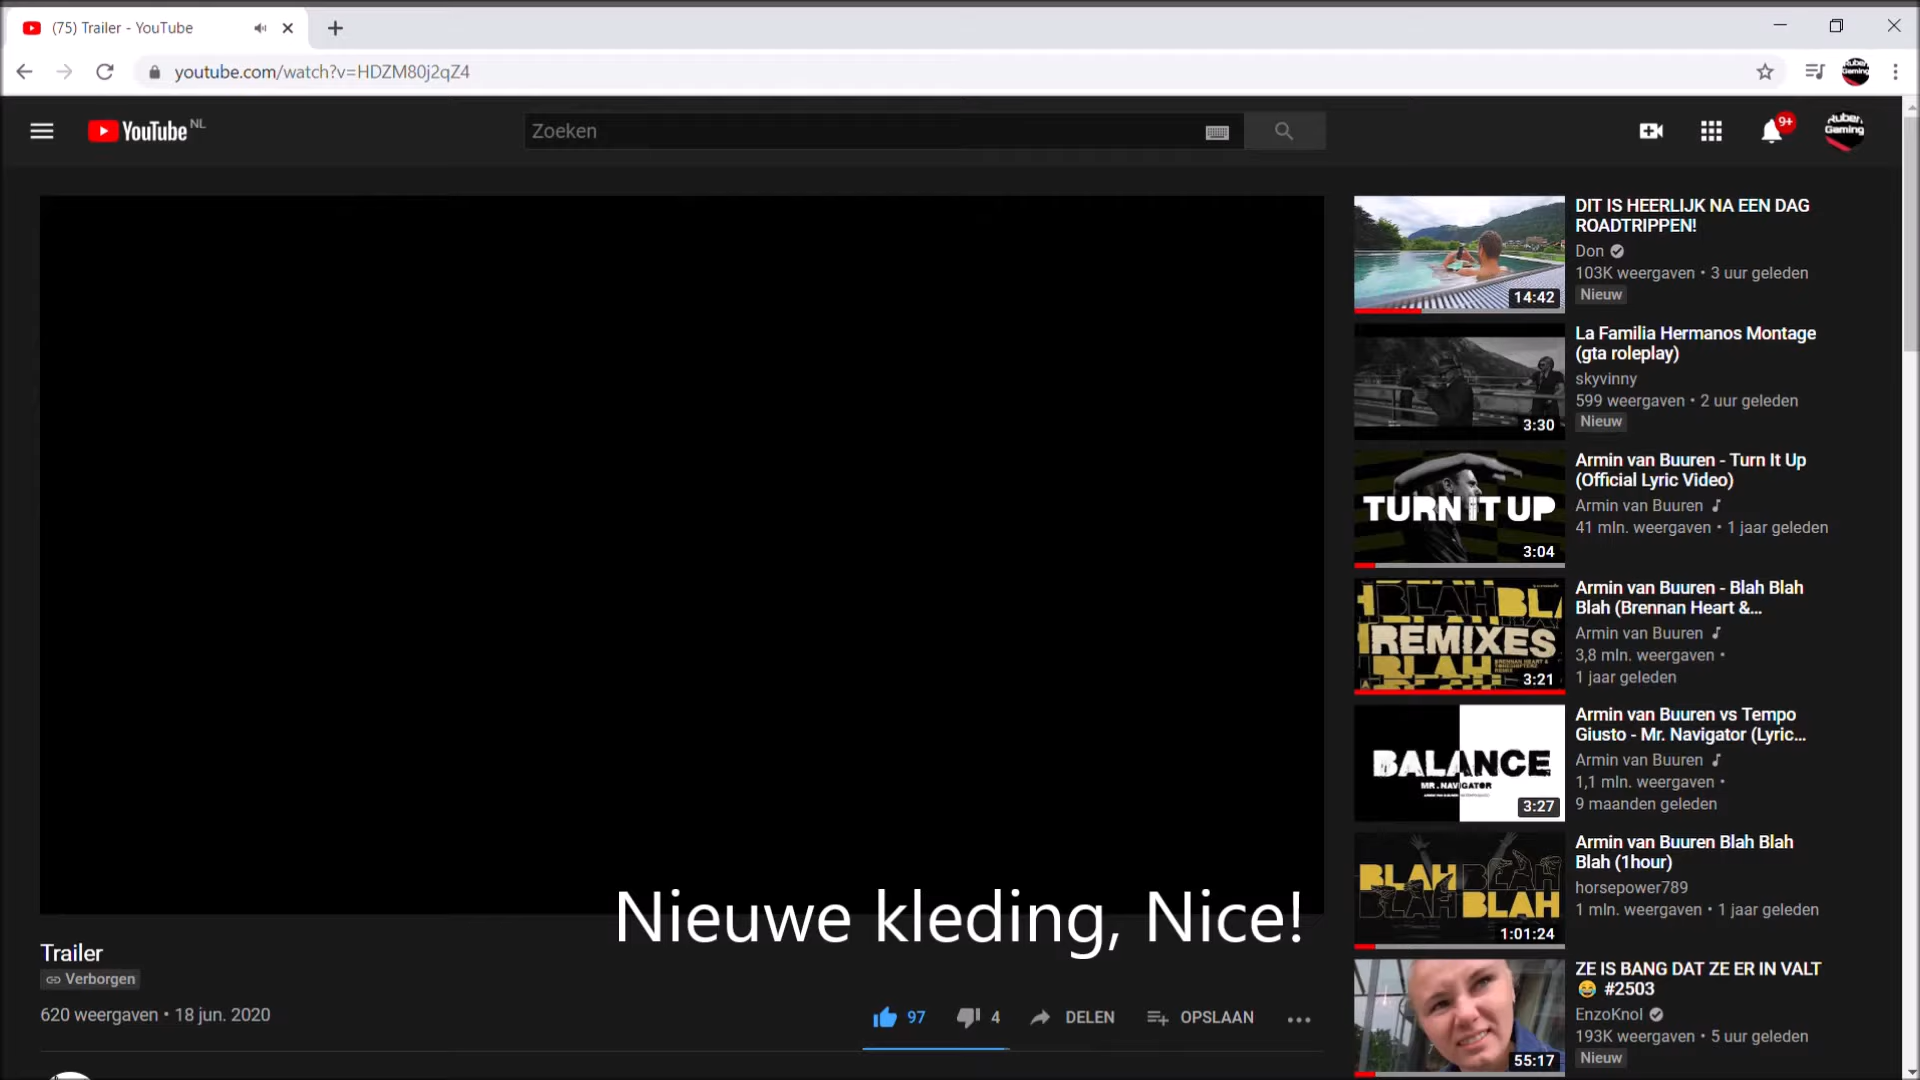 (75) Trailer - YouTube
youtube.com/watch?v=HDZM80j2qZ4
YouTube NL
Zoeken
9+
Ruber.
Gaming
DIT IS HEERLIJK NA EEN DAG
ROADTRIPPEN!
Don
103K weergaven • 3 uur geleden
Nieuw
14:42
La Familia Hermanos Montage
(gta roleplay)
skyvinny
599 weergaven • 2 uur geleden
Nieuw
3:30
TURN IT UP
3:04
Armin van Buuren - Turn It Up
(Official Lyric Video)
Armin van Buuren
41 mln. weergaven • 1 jaar geleden
BLAH BLA
REMIXES
BLAH
3:21
Armin van Buuren - Blah Blah
Blah (Brennan Heart &...
Armin van Buuren
3,8 mln. weergaven •
1 jaar geleden
BALANCE
MR. NAVIGATOR
3:27
Armin van Buuren vs Tempo
Giusto - Mr. Navigator (Lyric...
Armin van Buuren
1,1 mln. weergaven •
9 maanden geleden
BLAH BLAH
BLAH BLAH
1:01:24
Armin van Buuren Blah Blah
Blah (1hour)
horsepower789
1 mln. weergaven • 1 jaar geleden
ZE IS BANG DAT ZE ER IN VALT
😂 #2503
EnzoKnol
193K weergaven • 5 uur geleden
Nieuw
55:17
Nieuwe kleding, Nice!
Trailer
Verborgen
620 weergaven • 18 jun. 2020
97
4
DELEN
OPSLAAN